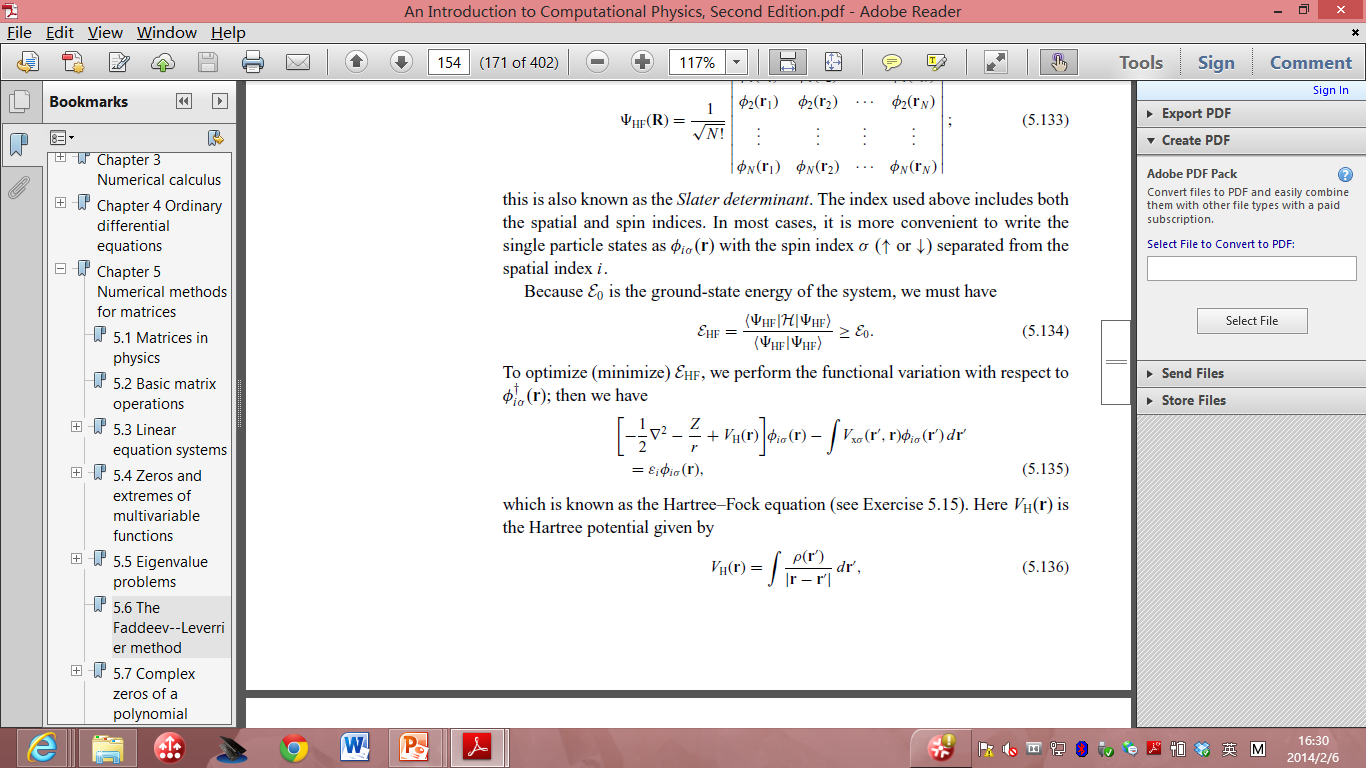 An Introduction to Computational Physics, Second Edition.pdf - Adobe Reader
File Edit View Window Help
154 (171 of 402) 117% Tools Sign Comment
Bookmarks
Chapter 3
Numerical calculus
Chapter 4 Ordinary
differential
equations
Chapter 5
Numerical methods
for matrices
5.1 Matrices in
physics
5.2 Basic matrix
operations
5.3 Linear
equation systems
5.4 Zeros and
extremes of
multivariable
functions
5.5 Eigenvalue
problems
5.6 The
Faddeev--Leverri
er method
5.7 Complex
zeros of a
polynomial
ϕ₂(r₁) ϕ₂(r₂) ⋯ ϕ₂(r_N)
Ψ_HF(R) = 1/√N! ⋮ ⋮ ⋮ ⋮ ; (5.133)
ϕ_N(r₁) ϕ_N(r₂) ⋯ ϕ_N(r_N)
this is also known as the Slater determinant. The index used above includes both
the spatial and spin indices. In most cases, it is more convenient to write the
single particle states as ϕ_iσ(r) with the spin index σ (↑ or ↓) separated from the
spatial index i.
Because ℰ₀ is the ground-state energy of the system, we must have
ℰ_HF = ⟨Ψ_HF|ℋ|Ψ_HF⟩ / ⟨Ψ_HF|Ψ_HF⟩ ≥ ℰ₀. (5.134)
To optimize (minimize) ℰ_HF, we perform the functional variation with respect to
ϕ†_iσ(r); then we have
[−1/2 ∇² − Z/r + V_H(r)] ϕ_iσ(r) − ∫ V_xσ(r′, r)ϕ_iσ(r′) dr′
= ε_i ϕ_iσ(r), (5.135)
which is known as the Hartree–Fock equation (see Exercise 5.15). Here V_H(r) is
the Hartree potential given by
V_H(r) = ∫ ρ(r′)/|r − r′| dr′, (5.136)
Sign In
Export PDF
Create PDF
Adobe PDF Pack
Convert files to PDF and easily combine
them with other file types with a paid
subscription.
Select File to Convert to PDF:
Select File
Send Files
Store Files
英 M
16:30
2014/2/6